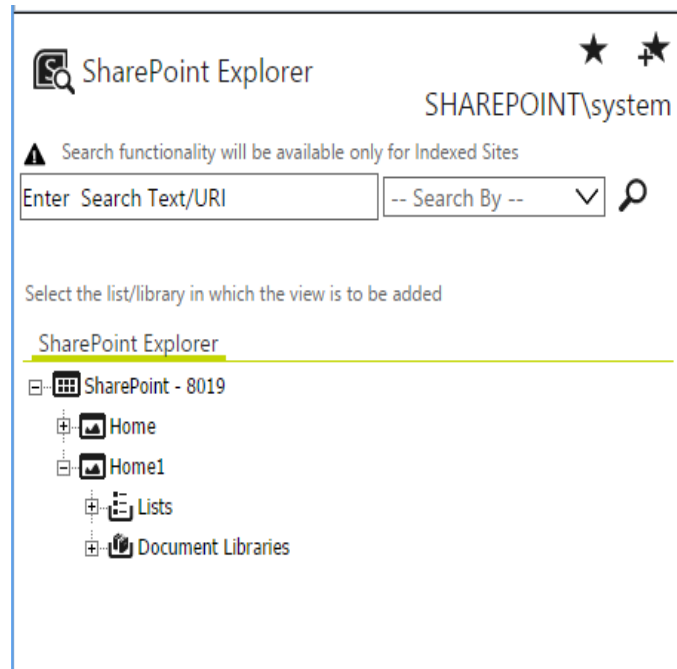 SharePoint Explorer
SHAREPOINT\system
Search functionality will be available only for Indexed Sites
Enter Search Text/URI
-- Search By --
Select the list/library in which the view is to be added
SharePoint Explorer
SharePoint - 8019
Home
Home1
Lists
Document Libraries